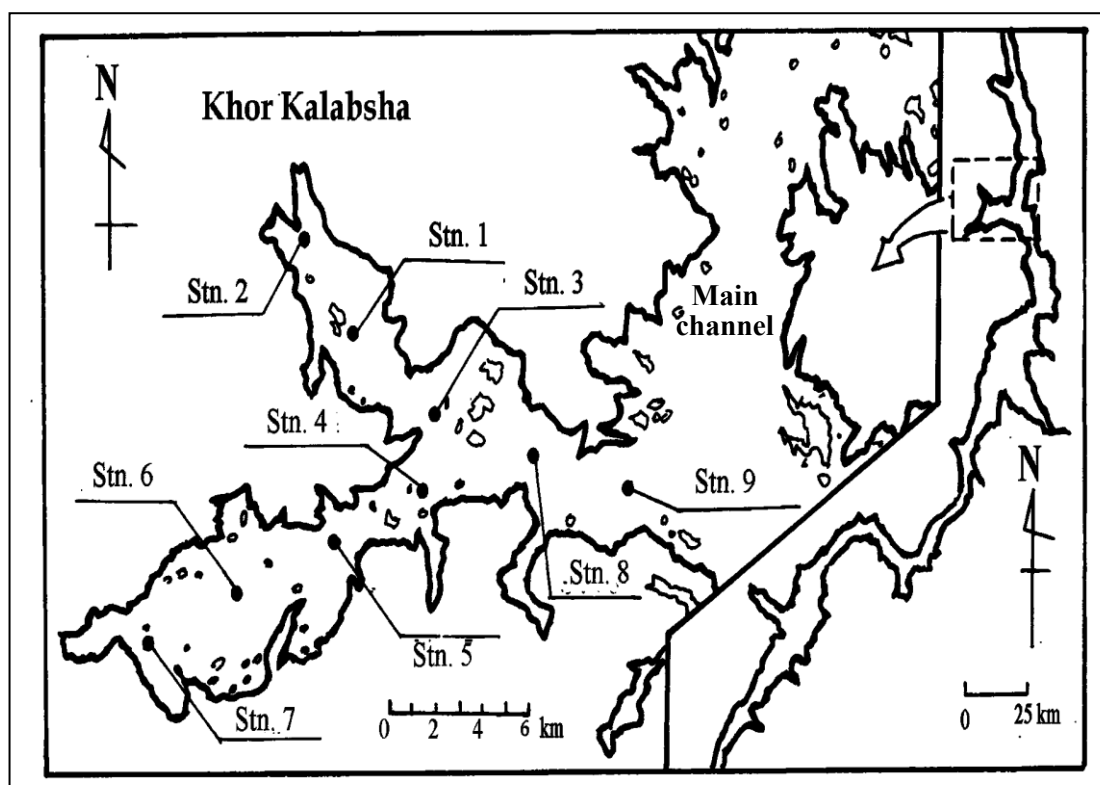 N
Khor Kalabsha
Stn. 1
Stn. 2
Stn. 3
Main
channel
Stn. 4
Stn. 6
Stn. 9
N
Stn. 8
Stn. 5
Stn. 7
0 2 4 6 km
0 25 km